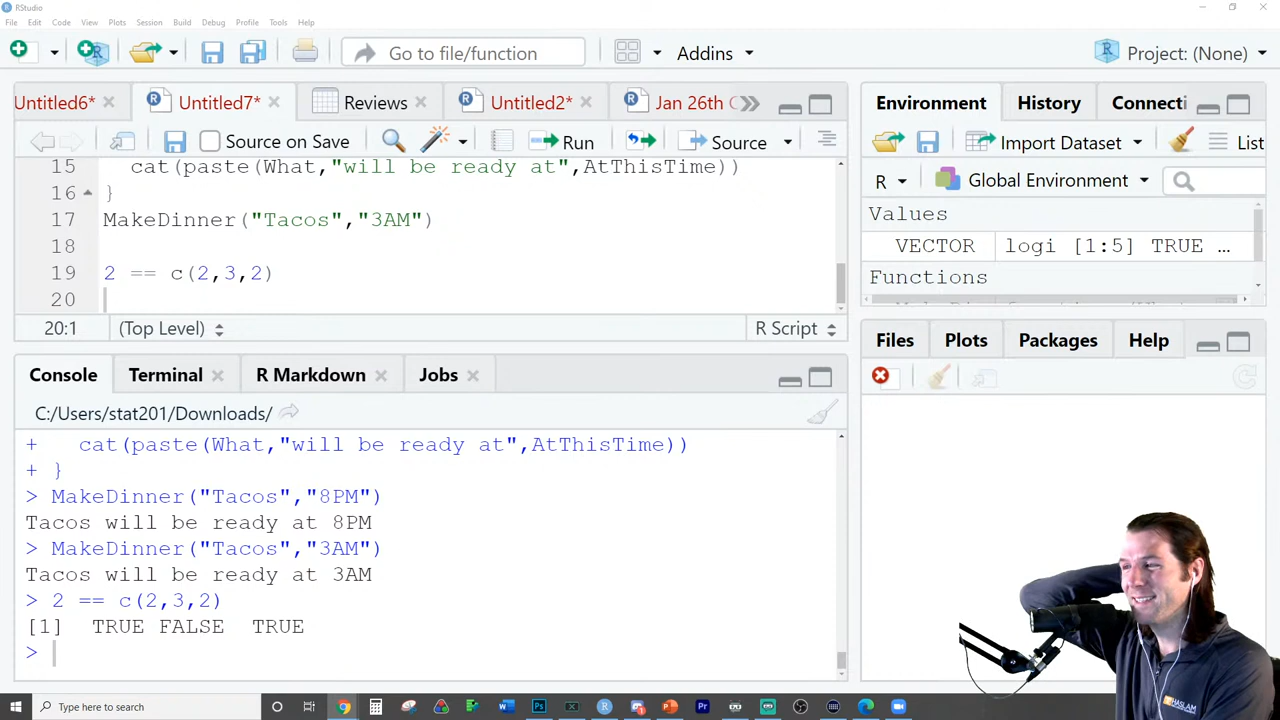 RStudio
File Edit Code View Plots Session Build Debug Profile Tools Help
Go to file/function Addins Project: (None)
Untitled6* Untitled7* Reviews Untitled2* Jan 26th
Source on Save Run Source
15 cat(paste(What,"will be ready at",AtThisTime))
16 }
17 MakeDinner("Tacos","3AM")
18
19 2 == c(2,3,2)
20
20:1 (Top Level) R Script
Console Terminal R Markdown Jobs
C:/Users/stat201/Downloads/
+ cat(paste(What,"will be ready at",AtThisTime))
+ }
> MakeDinner("Tacos","8PM")
Tacos will be ready at 8PM
> MakeDinner("Tacos","3AM")
Tacos will be ready at 3AM
> 2 == c(2,3,2)
[1] TRUE FALSE TRUE
>
Environment History Connecti
Import Dataset List
R Global Environment
Values
VECTOR logi [1:5] TRUE …
Functions
Files Plots Packages Help
HASLAM
Type here to search